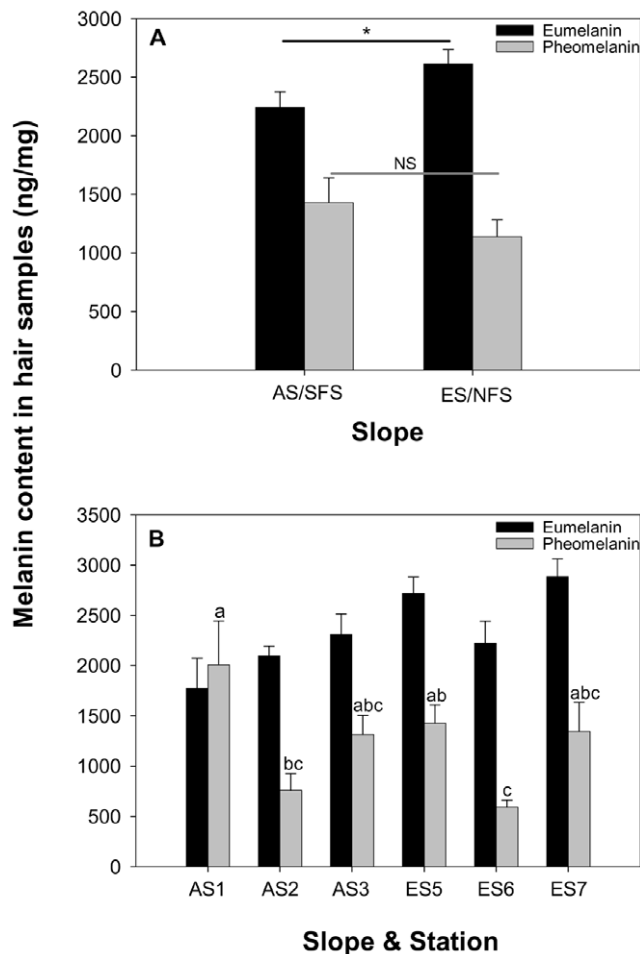 Melanin content in hair samples (ng/mg)
A
Eumelanin
Pheomelanin
*
NS
3000
2500
2000
1500
1000
500
0
AS/SFS
ES/NFS
Slope
B
Eumelanin
Pheomelanin
3500
3000
2500
2000
1500
1000
500
0
a
bc
abc
ab
c
abc
AS1
AS2
AS3
ES5
ES6
ES7
Slope & Station